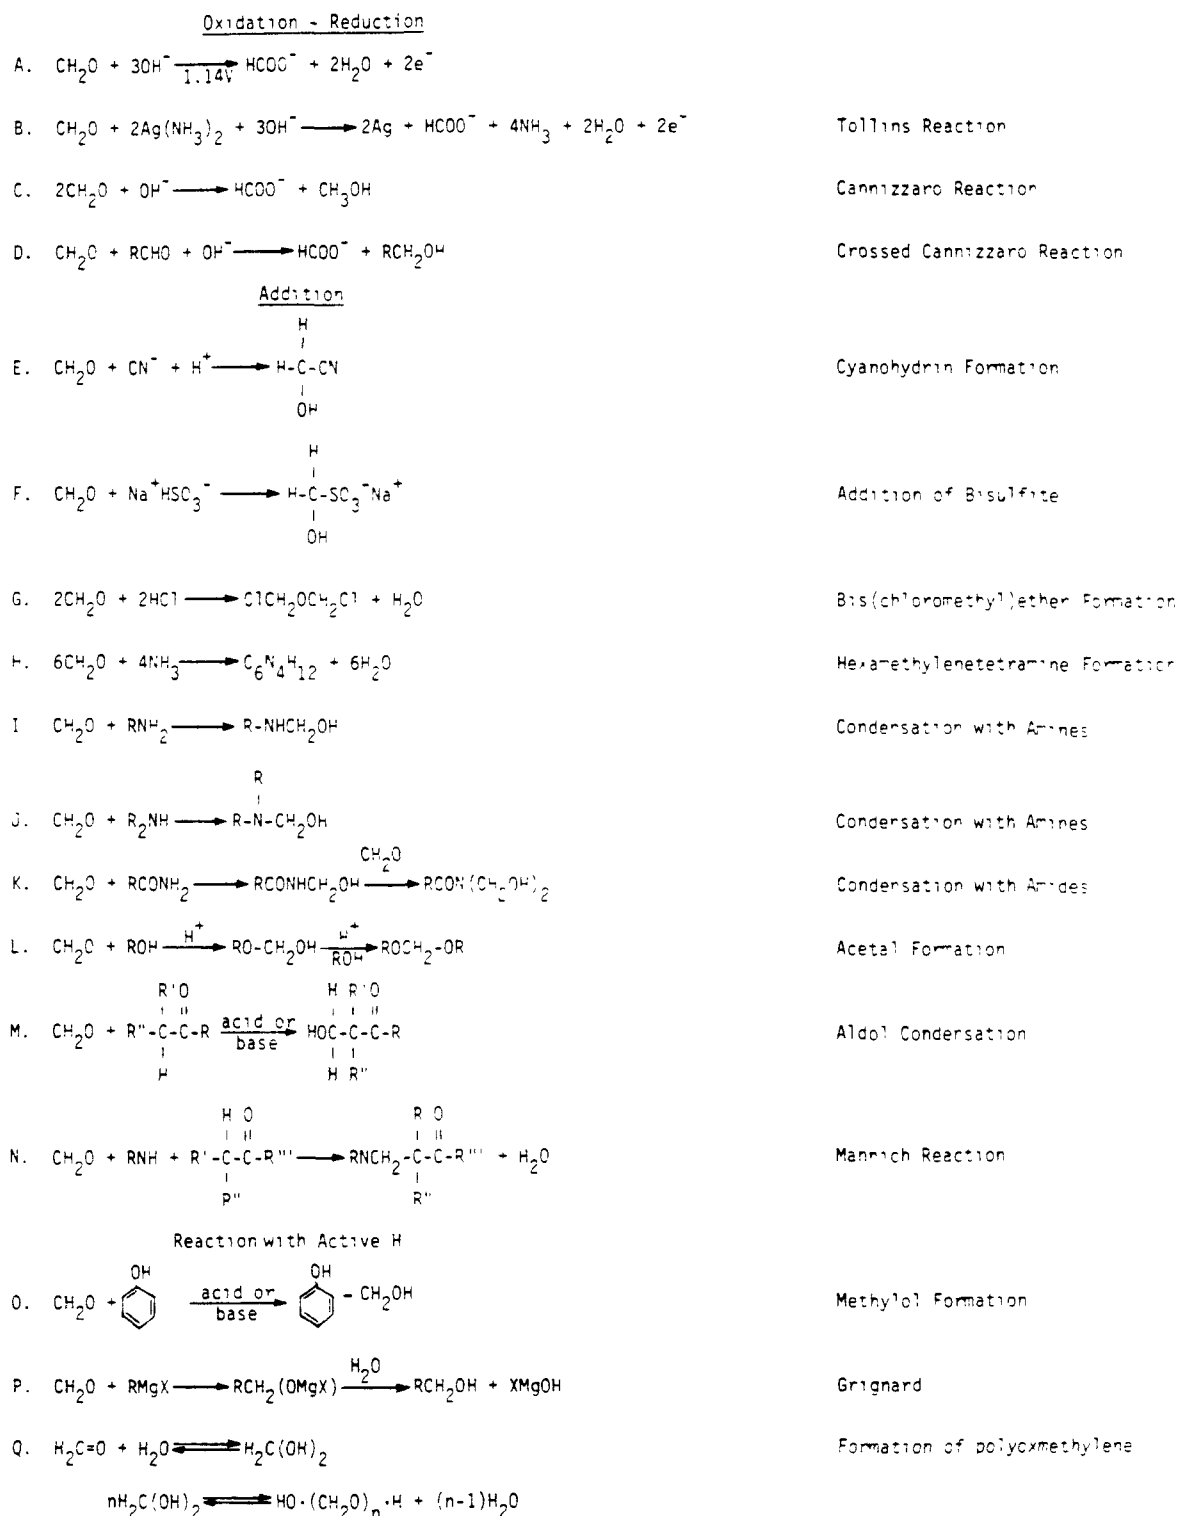 Oxidation - Reduction
A. CH2O + 3OH⁻ ⟶ HCOO⁻ + 2H2O + 2e⁻
1.14V
B. CH2O + 2Ag(NH3)2 + 3OH⁻ ⟶ 2Ag + HCOO⁻ + 4NH3 + 2H2O + 2e⁻ Tollins Reaction
C. 2CH2O + OH⁻ ⟶ HCOO⁻ + CH3OH Cannizzaro Reaction
D. CH2O + RCHO + OH⁻ ⟶ HCOO⁻ + RCH2OH Crossed Cannizzaro Reaction
Addition
H
E. CH2O + CN⁻ + H⁺ ⟶ H-C-CN Cyanohydrin Formation
OH
H
F. CH2O + Na⁺HSO3⁻ ⟶ H-C-SO3⁻Na⁺ Addition of Bisulfite
OH
G. 2CH2O + 2HCl ⟶ ClCH2OCH2Cl + H2O Bis(chloromethyl)ether Formation
H. 6CH2O + 4NH3 ⟶ C6N4H12 + 6H2O Hexamethylenetetramine Formation
I CH2O + RNH2 ⟶ R-NHCH2OH Condensation with Amines
R
J. CH2O + R2NH ⟶ R-N-CH2OH Condensation with Amines
CH2O
K. CH2O + RCONH2 ⟶ RCONHCH2OH ⟶ RCON(CH2OH)2 Condensation with Amides
H⁺ H⁺
L. CH2O + ROH ⟶ RO-CH2OH ⟶ ROCH2-OR Acetal Formation
ROH
R'O H R'O
M. CH2O + R"-C-C-R acid or base ⟶ HOC-C-C-R Aldol Condensation
H H R"
H O R O
N. CH2O + RNH + R'-C-C-R"' ⟶ RNCH2-C-C-R"' + H2O Mannich Reaction
R" R"
Reaction with Active H
OH OH
O. CH2O + acid or base ⟶ - CH2OH Methylol Formation
H2O
P. CH2O + RMgX ⟶ RCH2(OMgX) ⟶ RCH2OH + XMgOH Grignard
Q. H2C=O + H2O ⇌ H2C(OH)2 Formation of polyoxmethylene
nH2C(OH)2 ⇌ HO·(CH2O)n·H + (n-1)H2O